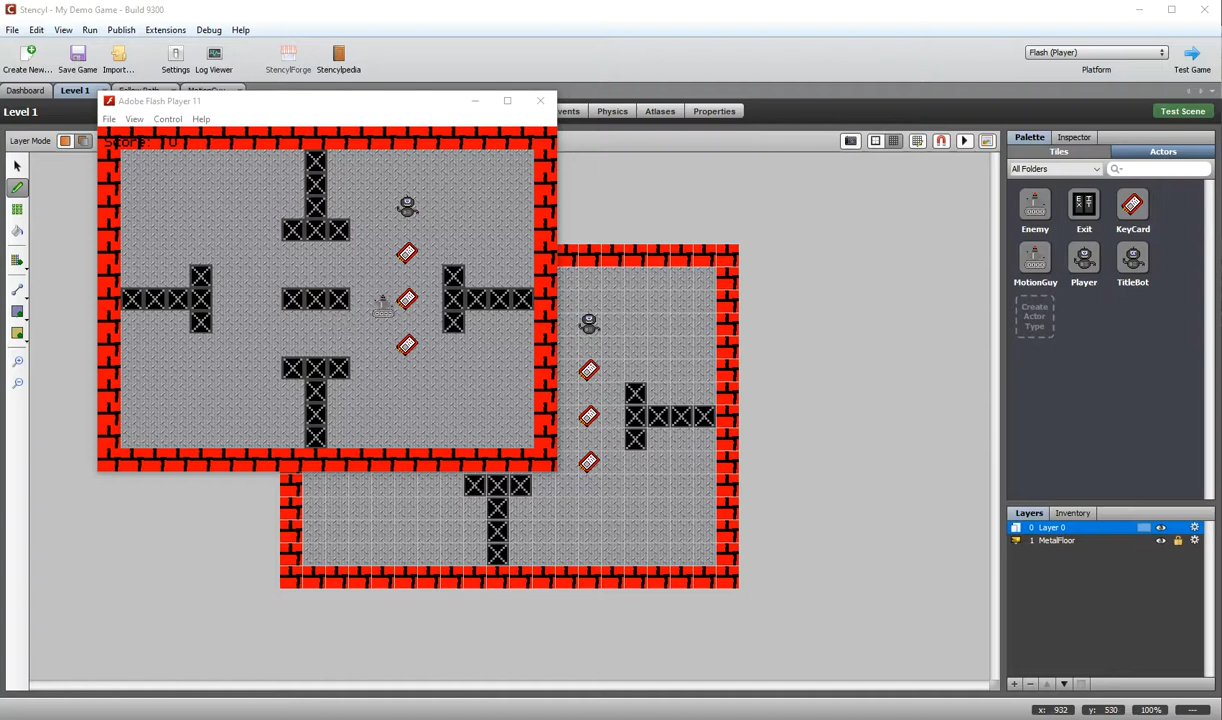 Stencyl - My Demo Game - Build 9300
File Edit View Run Publish Extensions Debug Help
Create New... Save Game Import... Settings Log Viewer StencylForge Stencylpedia
Flash (Player)
Platform
Test Game
Dashboard Level 1
Level 1
Physics Atlases Properties
Test Scene
Layer Mode
Adobe Flash Player 11
File View Control Help
Score: 0
Palette Inspector
Tiles Actors
All Folders
Enemy Exit KeyCard
MotionGuy Player TitleBot
Create
Actor
Type
Layers Inventory
0 Layer 0
1 MetalFloor
x: 932 y: 530 100% ---